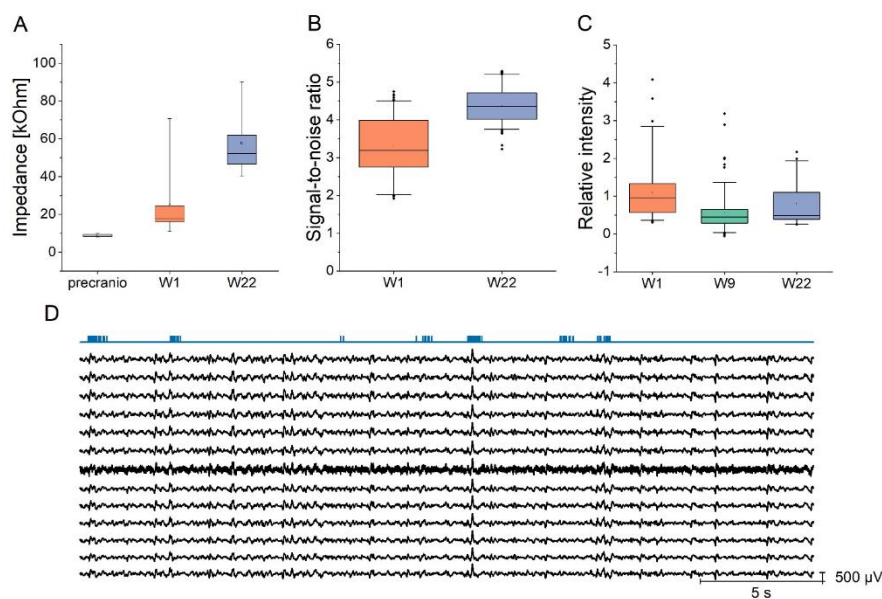 A
Impedance [kOhm]
100
80
60
40
20
0
precranio W1 W22
B
Signal-to-noise ratio
6
5
4
3
2
1
0
W1 W22
C
Relative intensity
5
4
3
2
1
0
-1
W1 W9 W22
D
500 µV
5 s